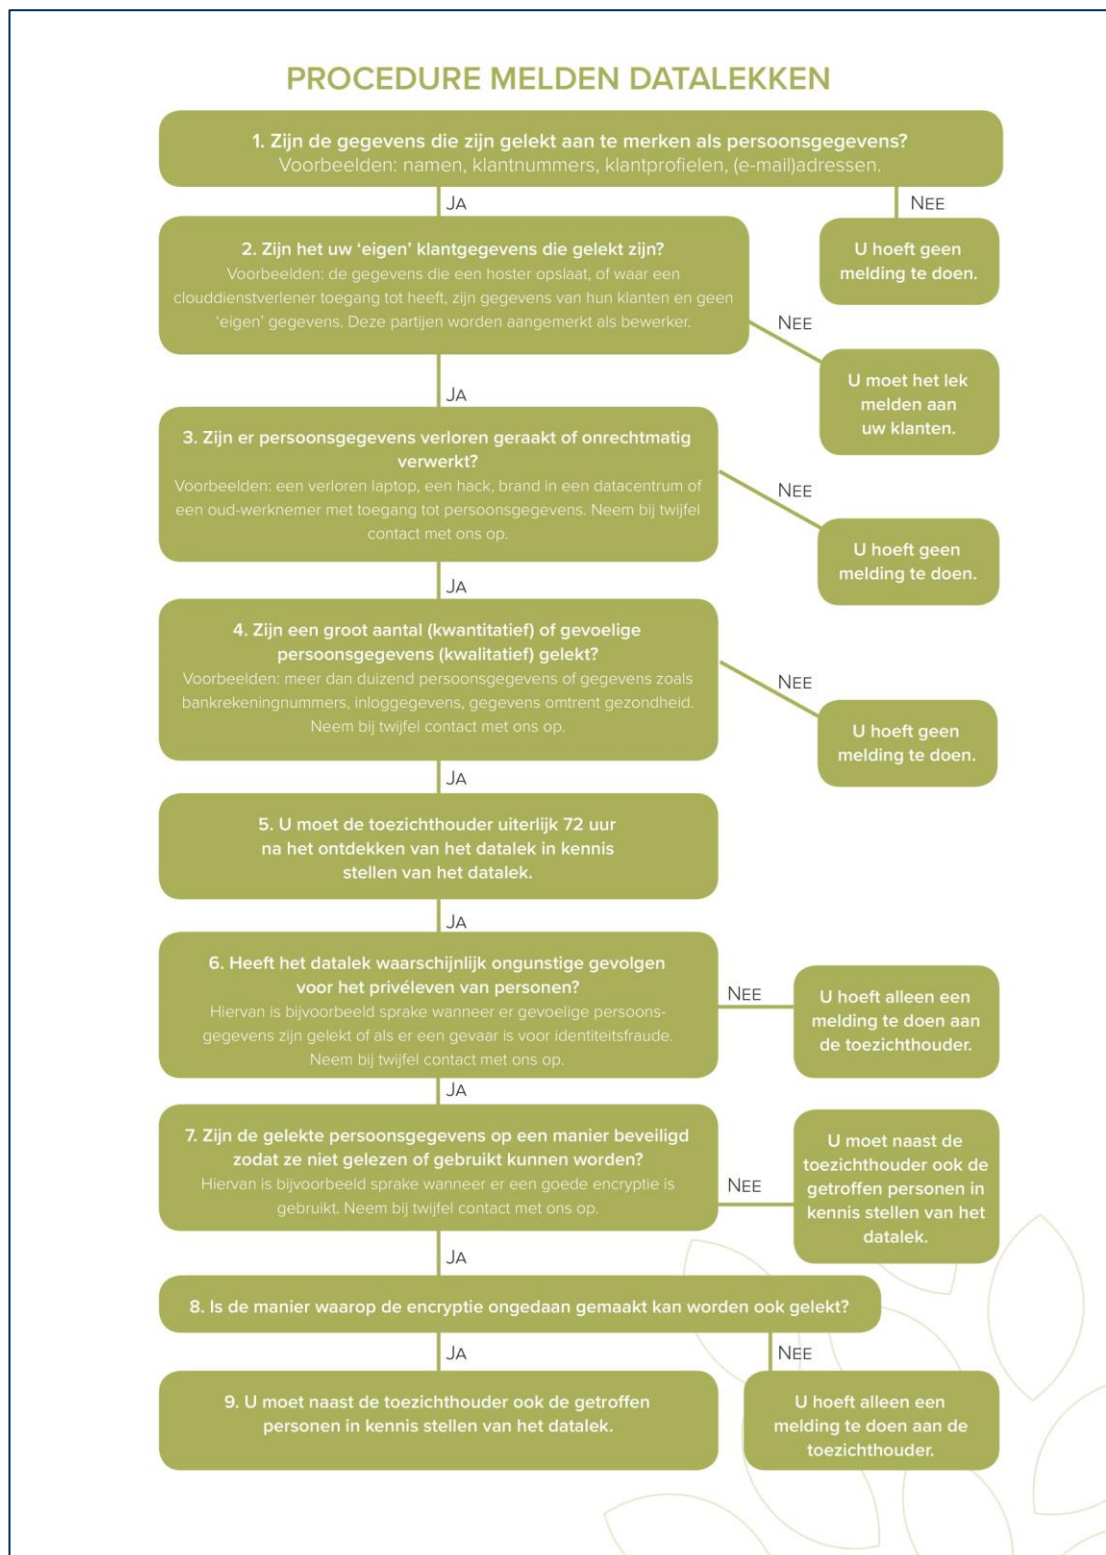 PROCEDURE MELDEN DATALEKKEN
1. Zijn de gegevens die zijn gelekt aan te merken als persoonsgegevens?
Voorbeelden: namen, klantnummers, klantprofielen, (e-mail)adressen.
JA
NEE
2. Zijn het uw ‘eigen’ klantgegevens die gelekt zijn?
Voorbeelden: de gegevens die een hoster opslaat, of waar een
clouddienstverlener toegang tot heeft, zijn gegevens van hun klanten en geen
‘eigen’ gegevens. Deze partijen worden aangemerkt als bewerker.
U hoeft geen
melding te doen.
NEE
U moet het lek
melden aan
uw klanten.
JA
3. Zijn er persoonsgegevens verloren geraakt of onrechtmatig
verwerkt?
Voorbeelden: een verloren laptop, een hack, brand in een datacentrum of
een oud-werknemer met toegang tot persoonsgegevens. Neem bij twijfel
contact met ons op.
NEE
U hoeft geen
melding te doen.
JA
4. Zijn een groot aantal (kwantitatief) of gevoelige
persoonsgegevens (kwalitatief) gelekt?
Voorbeelden: meer dan duizend persoonsgegevens of gegevens zoals
bankrekeningnummers, inloggegevens, gegevens omtrent gezondheid.
Neem bij twijfel contact met ons op.
NEE
U hoeft geen
melding te doen.
JA
5. U moet de toezichthouder uiterlijk 72 uur
na het ontdekken van het datalek in kennis
stellen van het datalek.
JA
6. Heeft het datalek waarschijnlijk ongunstige gevolgen
voor het privéleven van personen?
Hiervan is bijvoorbeeld sprake wanneer er gevoelige persoons-
gegevens zijn gelekt of als er een gevaar is voor identiteitsfraude.
Neem bij twijfel contact met ons op.
NEE
U hoeft alleen een
melding te doen aan
de toezichthouder.
JA
7. Zijn de gelekte persoonsgegevens op een manier beveiligd
zodat ze niet gelezen of gebruikt kunnen worden?
Hiervan is bijvoorbeeld sprake wanneer er een goede encryptie is
gebruikt. Neem bij twijfel contact met ons op.
NEE
U moet naast de
toezichthouder ook de
getroffen personen in
kennis stellen van het
datalek.
JA
8. Is de manier waarop de encryptie ongedaan gemaakt kan worden ook gelekt?
JA
NEE
9. U moet naast de toezichthouder ook de getroffen
personen in kennis stellen van het datalek.
U hoeft alleen een
melding te doen aan de
toezichthouder.